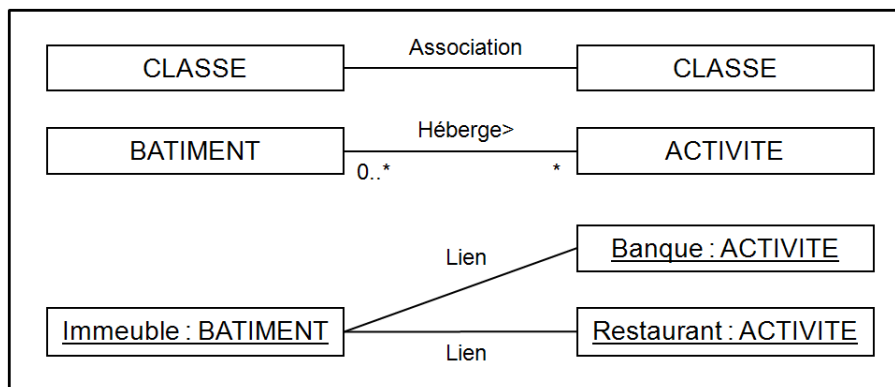 Association
CLASSE
CLASSE
Héberge>
BATIMENT
ACTIVITE
0..*
*
Banque : ACTIVITE
Lien
Immeuble : BATIMENT
Restaurant : ACTIVITE
Lien